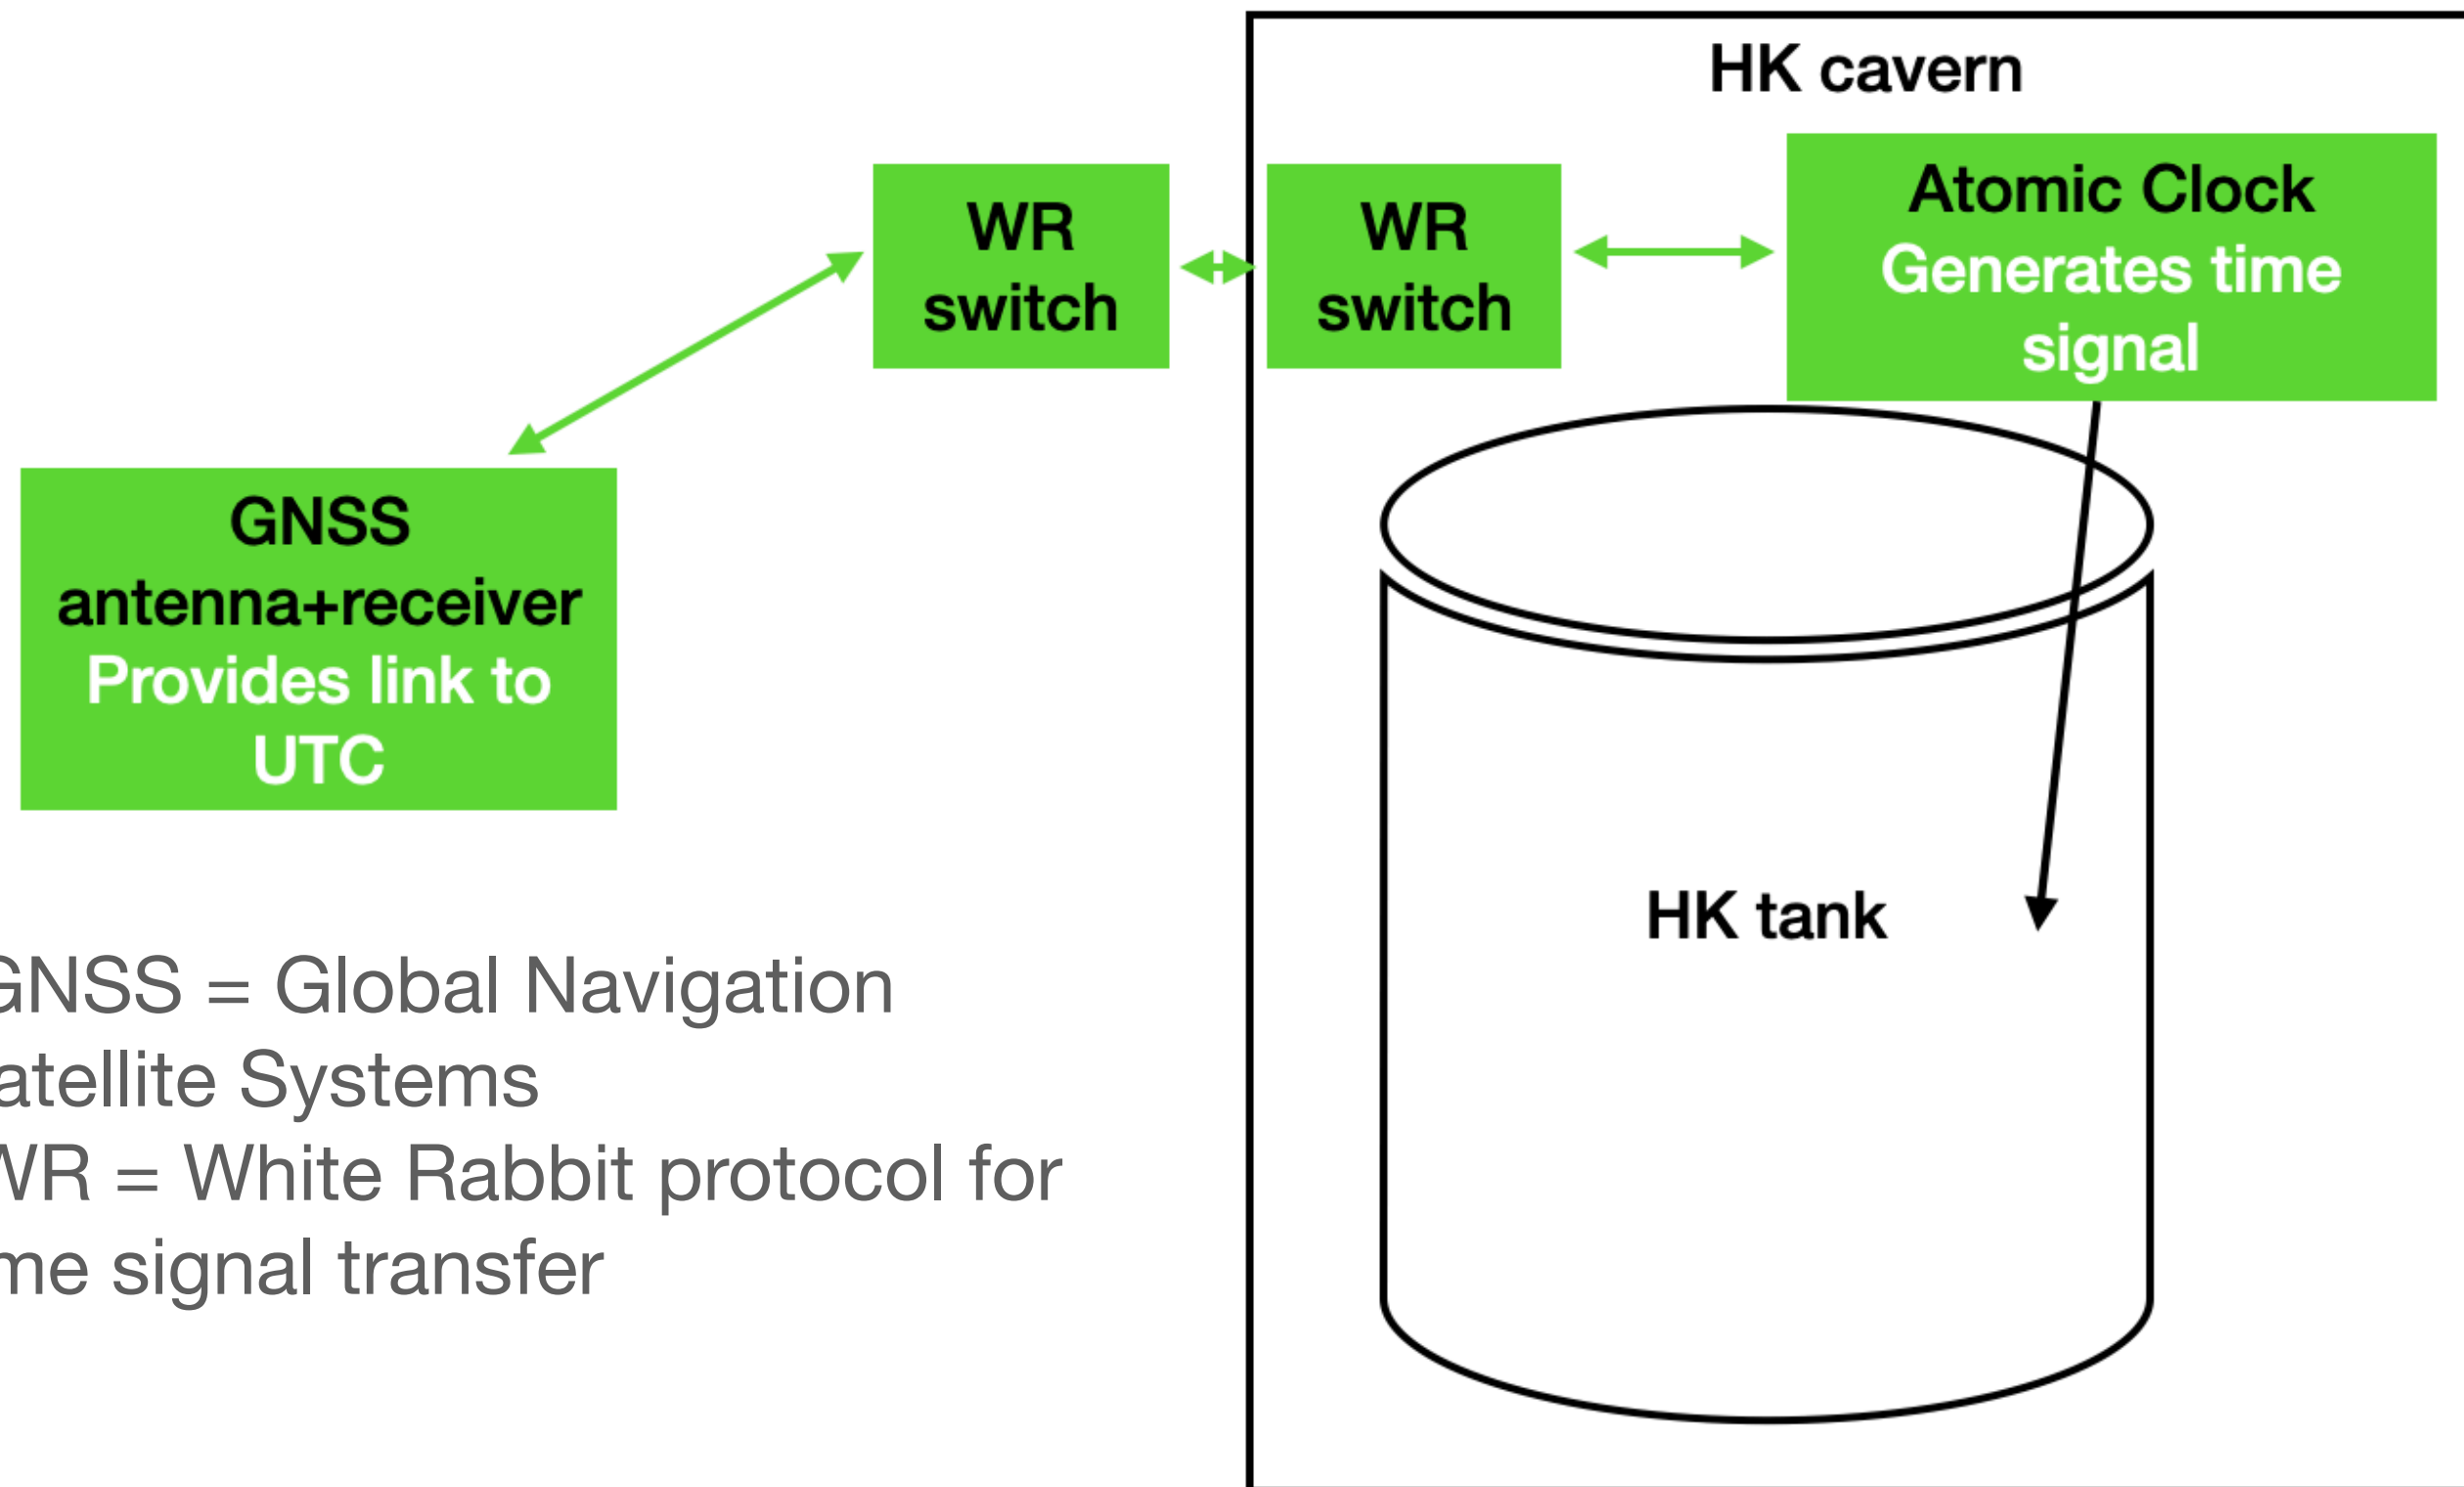 HK cavern
WR
switch
WR
switch
Atomic Clock
Generates time
signal
GNSS
antenna+receiver
Provides link to
UTC
HK tank
GNSS = Global Navigation
atellite Systems
WR = White Rabbit protocol for
me signal transfer